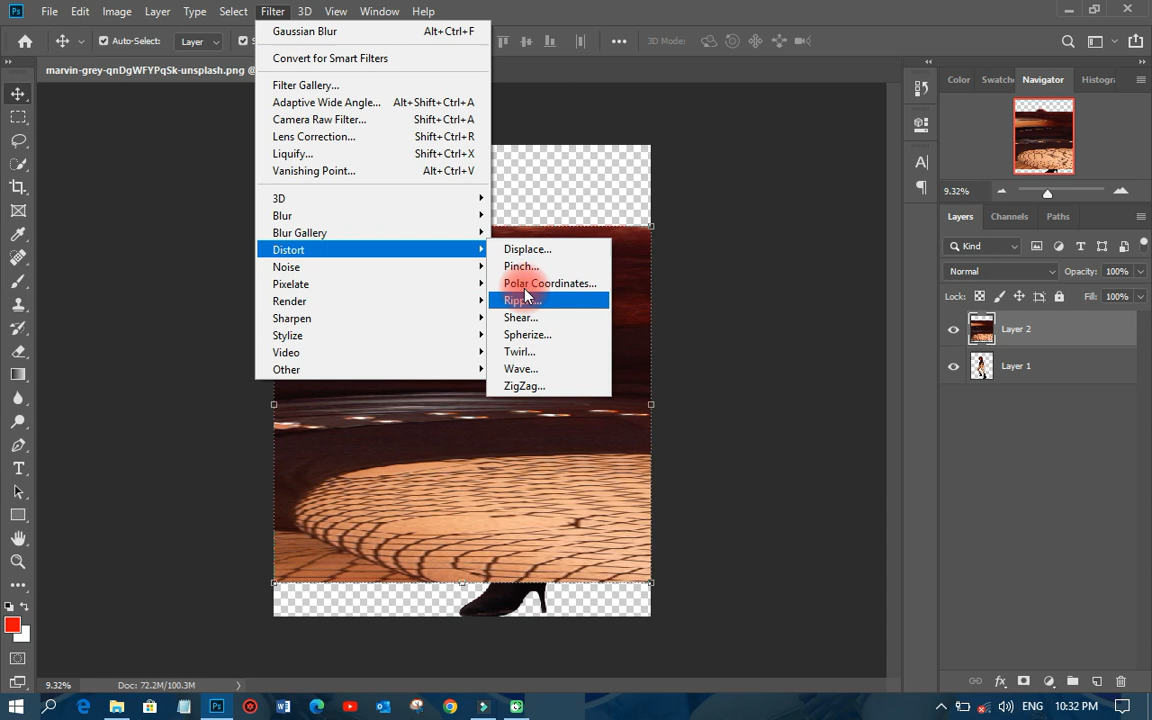 Ps File Edit Image Layer Type Select Filter 3D View Window Help
Auto-Select: Layer 3D Mode:
marvin-grey-qnDgWFYPqSk-unsplash.png @
Gaussian Blur Alt+Ctrl+F
Convert for Smart Filters
Filter Gallery...
Adaptive Wide Angle... Alt+Shift+Ctrl+A
Camera Raw Filter... Shift+Ctrl+A
Lens Correction... Shift+Ctrl+R
Liquify... Shift+Ctrl+X
Vanishing Point... Alt+Ctrl+V
3D
Blur
Blur Gallery
Distort
Noise
Pixelate
Render
Sharpen
Stylize
Video
Other
Displace...
Pinch...
Polar Coordinates...
Ripple...
Shear...
Spherize...
Twirl...
Wave...
ZigZag...
Color Swatche Navigator Histogra
9.32%
Layers Channels Paths
Kind
Normal Opacity: 100%
Lock: Fill: 100%
Layer 2
Layer 1
9.32% Doc: 72.2M/100.3M
ENG 10:32 PM